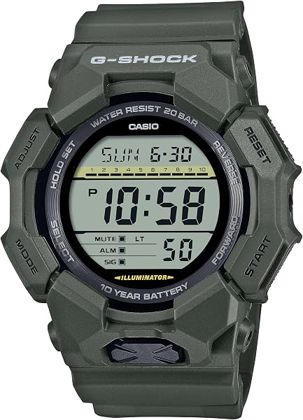 G-SHOCK
WATER RESIST 20 BAR
ADJUST
HOLD SET
CASIO
REVERSE
SUN 6-30
1 2 3 4 5 6 7 8 9 10
P 10:58 50
MUTE LT
ALM
SIG
SELECT
MODE
FORWARD
START
ILLUMINATOR
10 YEAR BATTERY